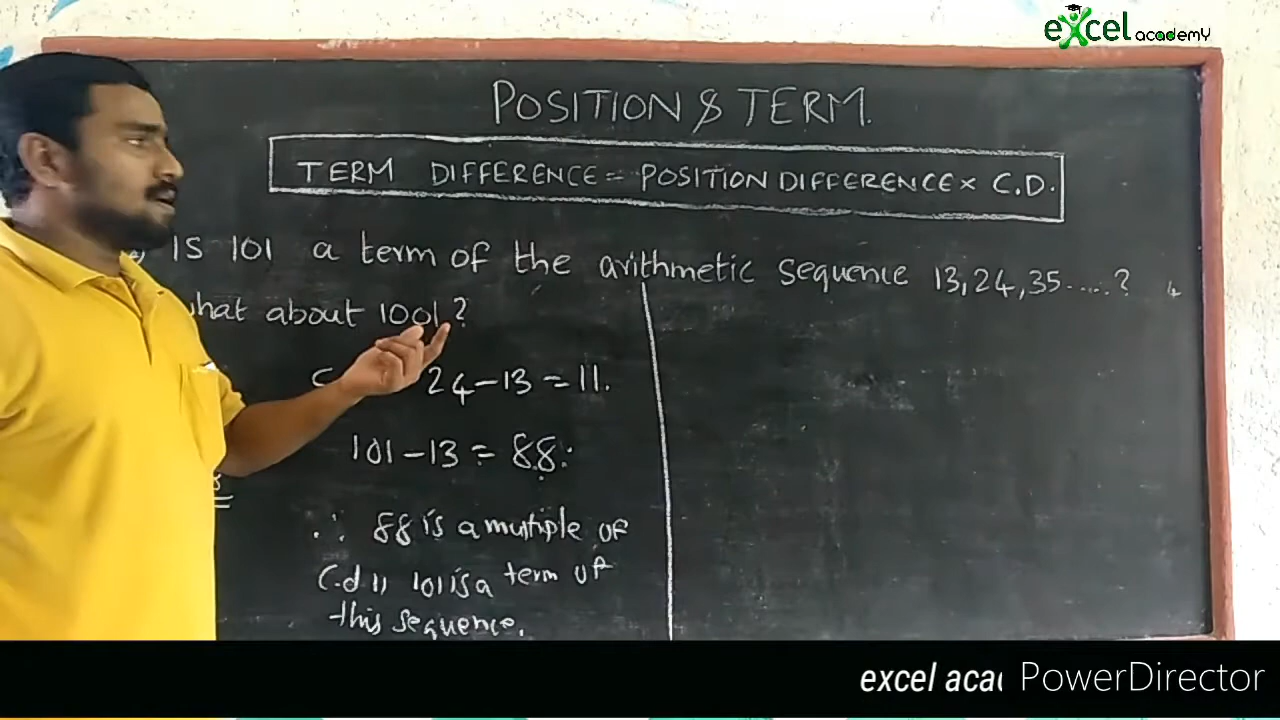 excel academy
POSITION & TERM.
TERM DIFFERENCE = POSITION DIFFERENCE × C.D.
IS 101 a term of the arithmetic sequence 13,24,35.....?
what about 1001?
24-13 = 11.
101-13 = 88.
∴ 88 is a multiple of
C.d 11, 101 is a term of
this sequence.
excel acad PowerDirector